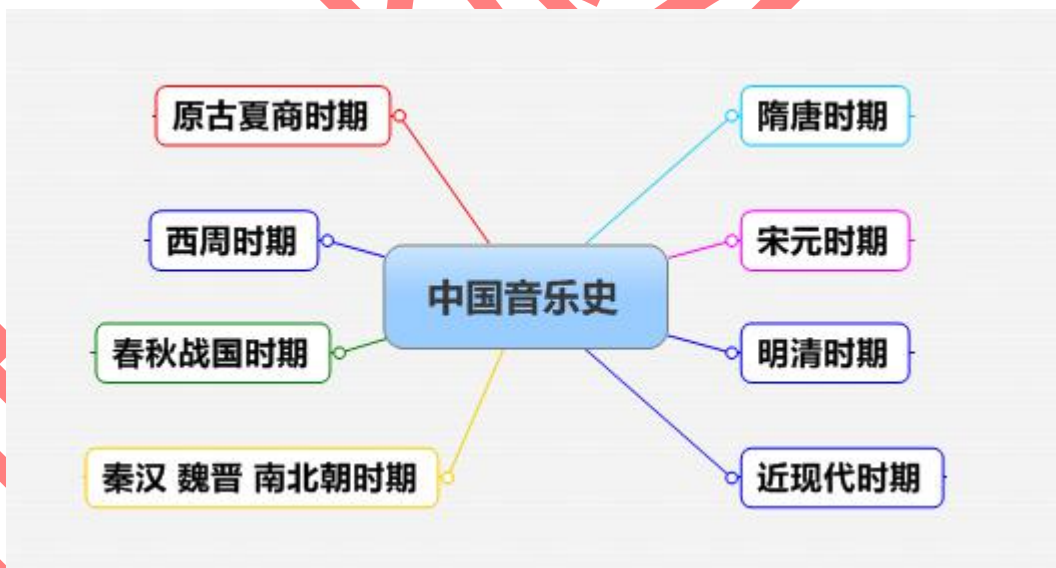 原古夏商时期
隋唐时期
西周时期
宋元时期
中国音乐史
春秋战国时期
明清时期
秦汉 魏晋 南北朝时期
近现代时期